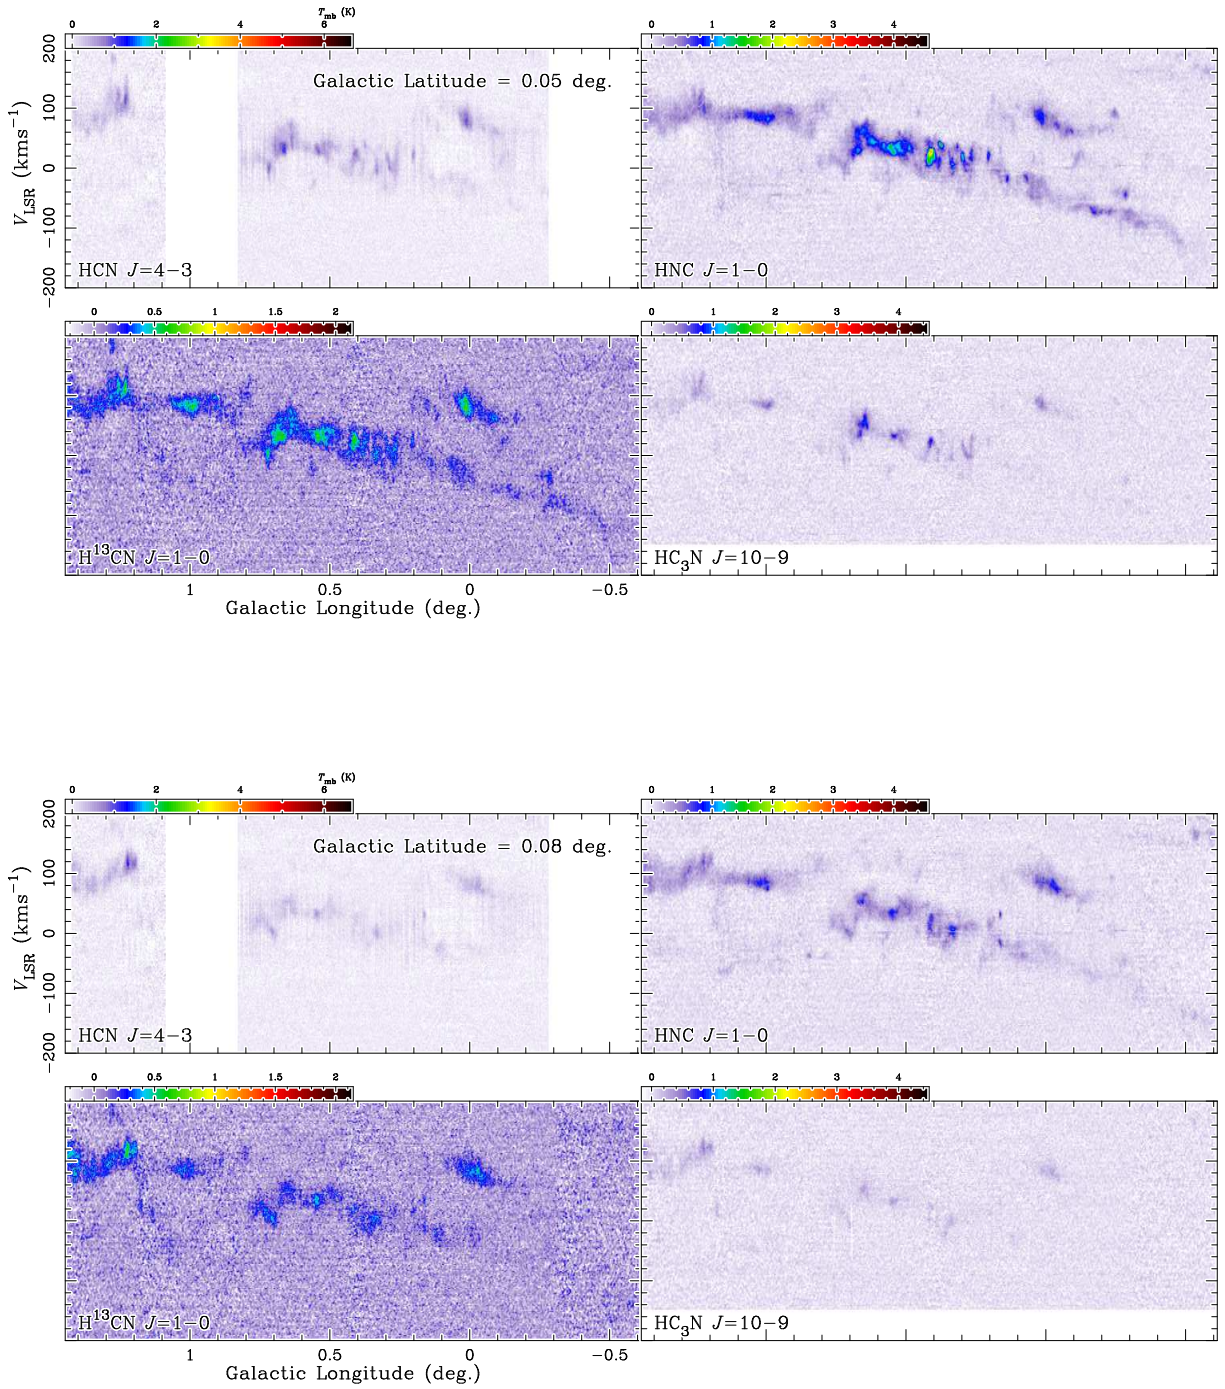 T_mb (K)
0 2 4 6
0 1 2 3 4
200
100
0
−100
−200
V_LSR (kms⁻¹)
Galactic Latitude = 0.05 deg.
HCN J=4−3
HNC J=1−0
0 0.5 1 1.5 2
0 1 2 3 4
H¹³CN J=1−0
HC₃N J=10−9
1 0.5 0 −0.5
Galactic Longitude (deg.)
T_mb (K)
0 2 4 6
0 1 2 3 4
200
100
0
−100
−200
V_LSR (kms⁻¹)
Galactic Latitude = 0.08 deg.
HCN J=4−3
HNC J=1−0
0 0.5 1 1.5 2
0 1 2 3 4
H¹³CN J=1−0
HC₃N J=10−9
1 0.5 0 −0.5
Galactic Longitude (deg.)